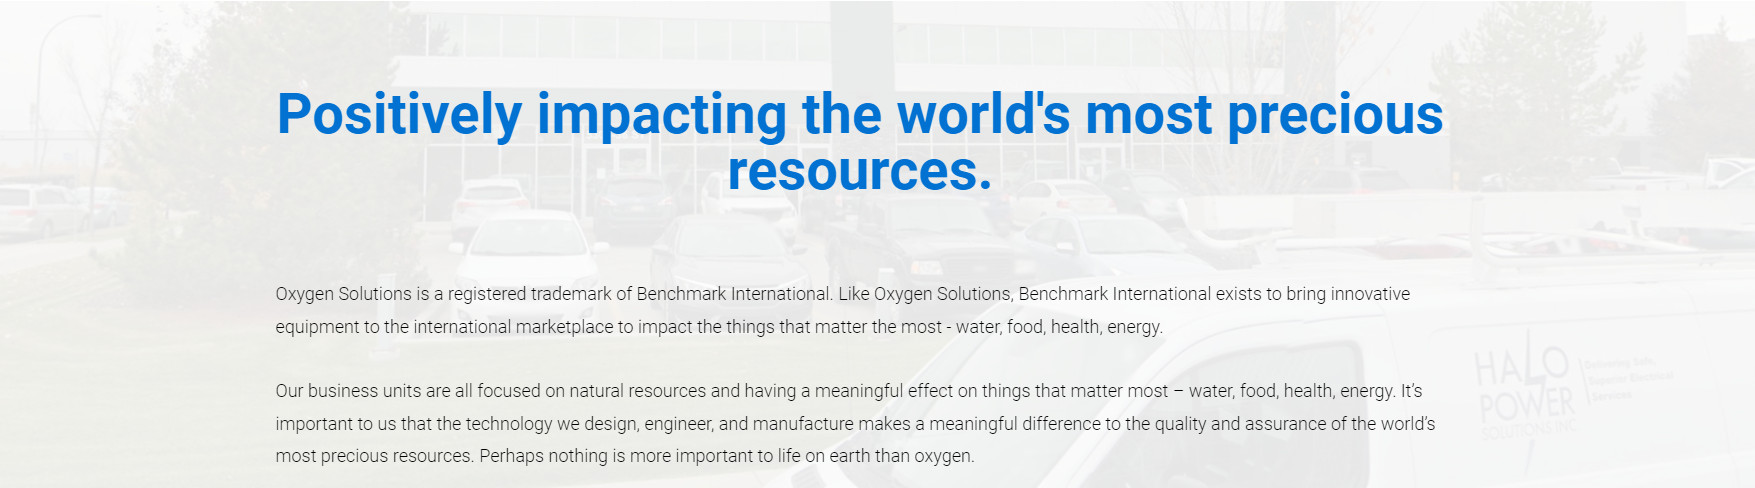 Positively impacting the world's most precious
resources.
Oxygen Solutions is a registered trademark of Benchmark International. Like Oxygen Solutions, Benchmark International exists to bring innovative
equipment to the international marketplace to impact the things that matter the most - water, food, health, energy.
Our business units are all focused on natural resources and having a meaningful effect on things that matter most – water, food, health, energy. It’s
important to us that the technology we design, engineer, and manufacture makes a meaningful difference to the quality and assurance of the world’s
most precious resources. Perhaps nothing is more important to life on earth than oxygen.
HALO
POWER
SOLUTIONS INC
Delivering Safe,
Superior Electrical
Services